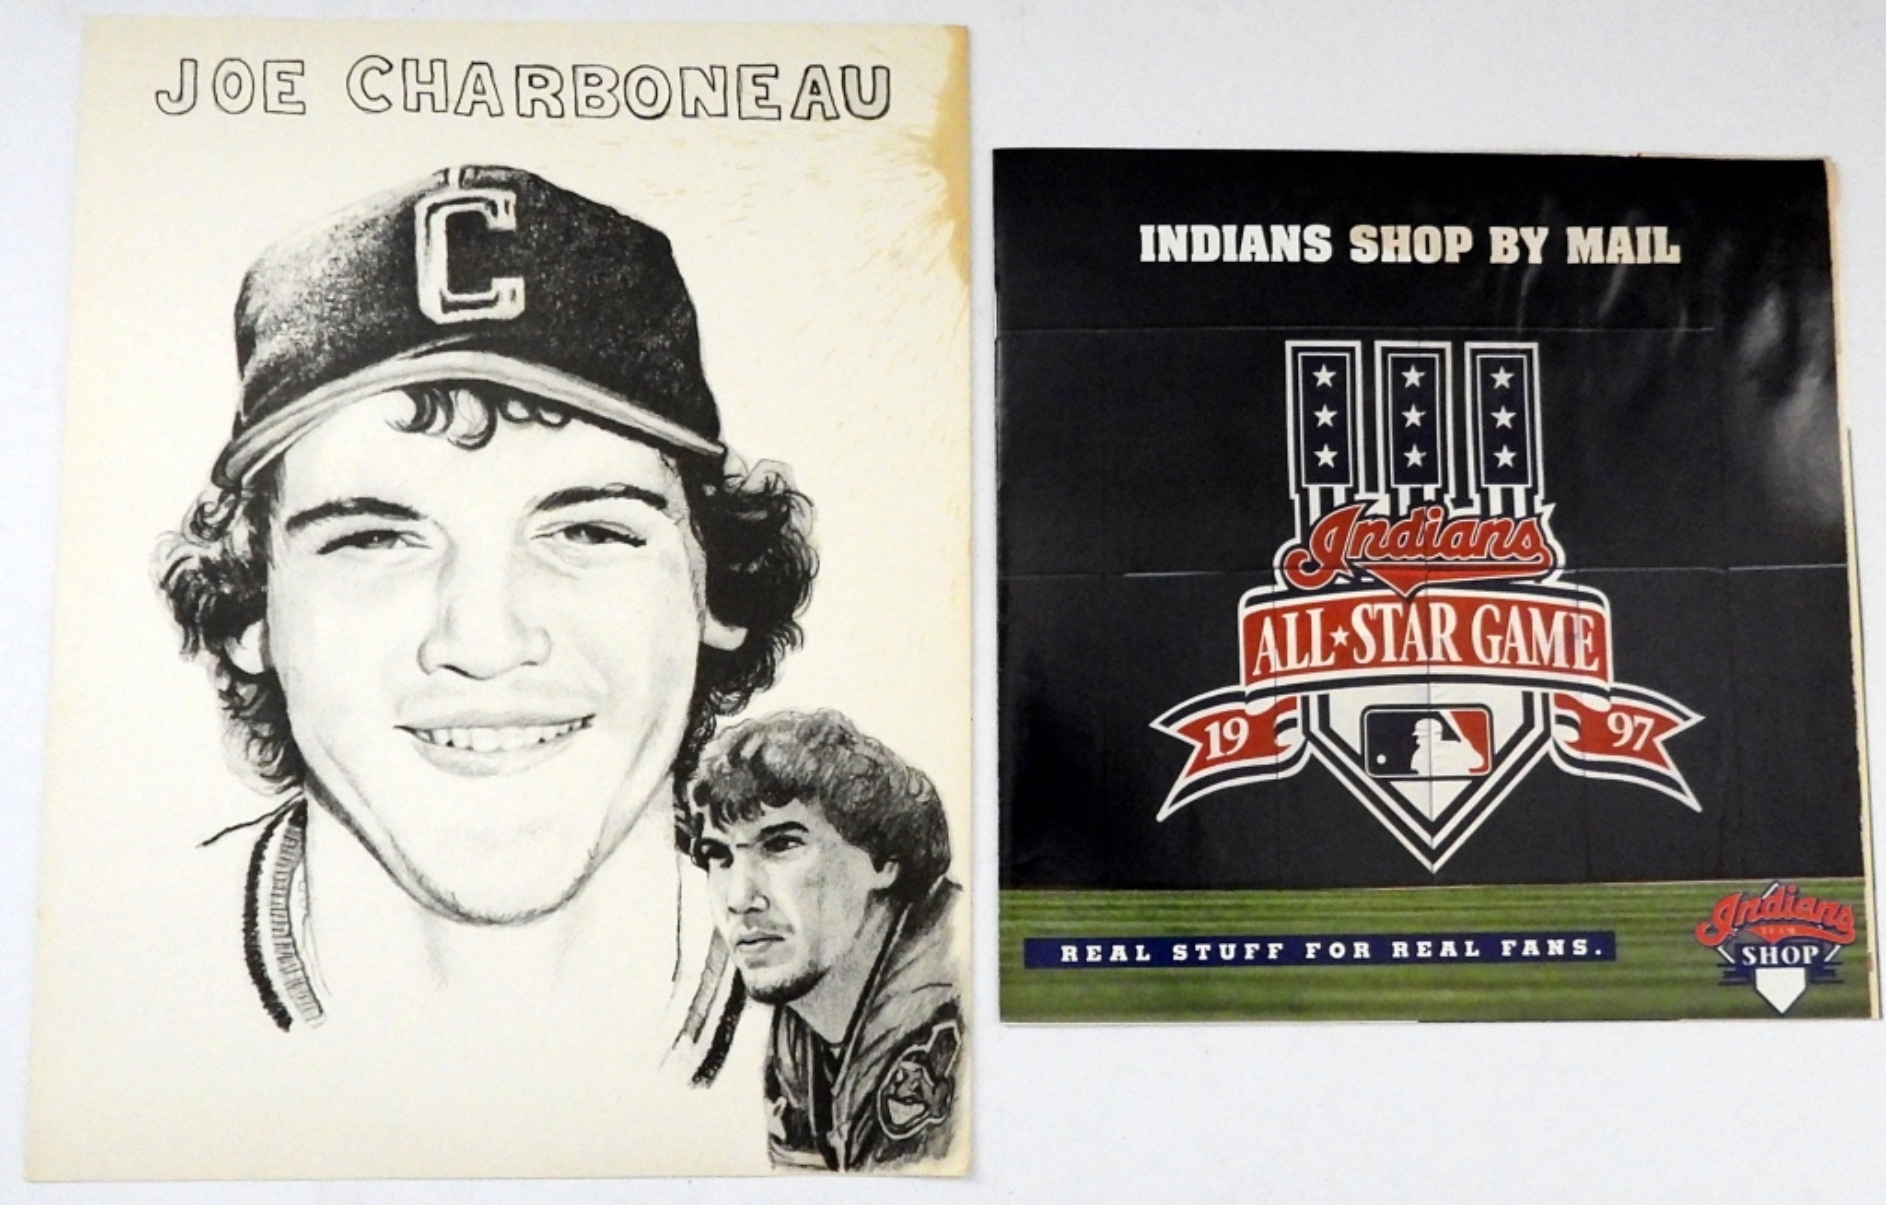 JOE CHARBONEAU
C
INDIANS SHOP BY MAIL
Indians
ALL★STAR GAME
19 97
REAL STUFF FOR REAL FANS.
Indians
TEAM
SHOP